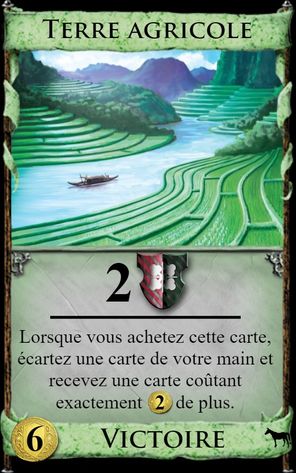 TERRE AGRICOLE
2
Lorsque vous achetez cette carte,
écartez une carte de votre main et
recevez une carte coûtant
exactement 2 de plus.
6 VICTOIRE